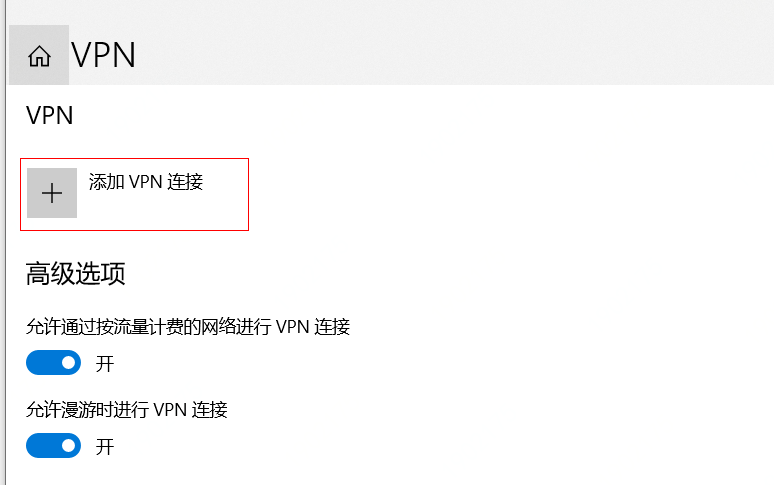 VPN
VPN
添加 VPN 连接
高级选项
允许通过按流量计费的网络进行 VPN 连接
开
允许漫游时进行 VPN 连接
开